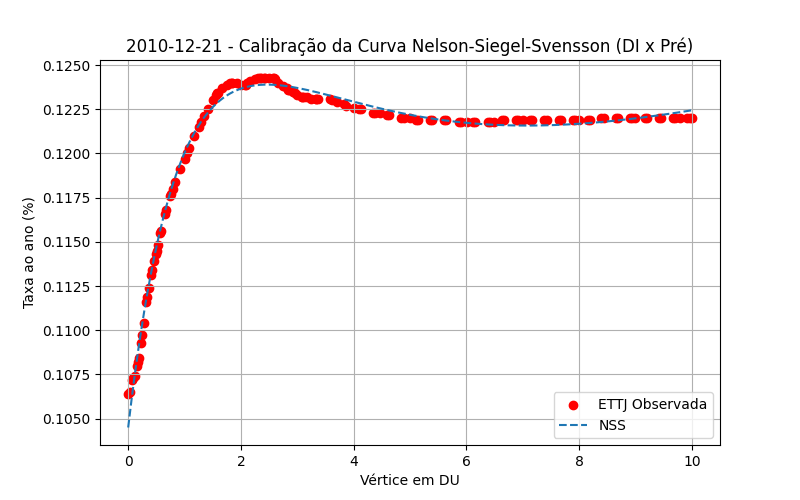 2010-12-21 - Calibração da Curva Nelson-Siegel-Svensson (DI x Pré)
Taxa ao ano (%)
0.1250
0.1225
0.1200
0.1175
0.1150
0.1125
0.1100
0.1075
0.1050
ETTJ Observada
NSS
0 2 4 6 8 10
Vértice em DU